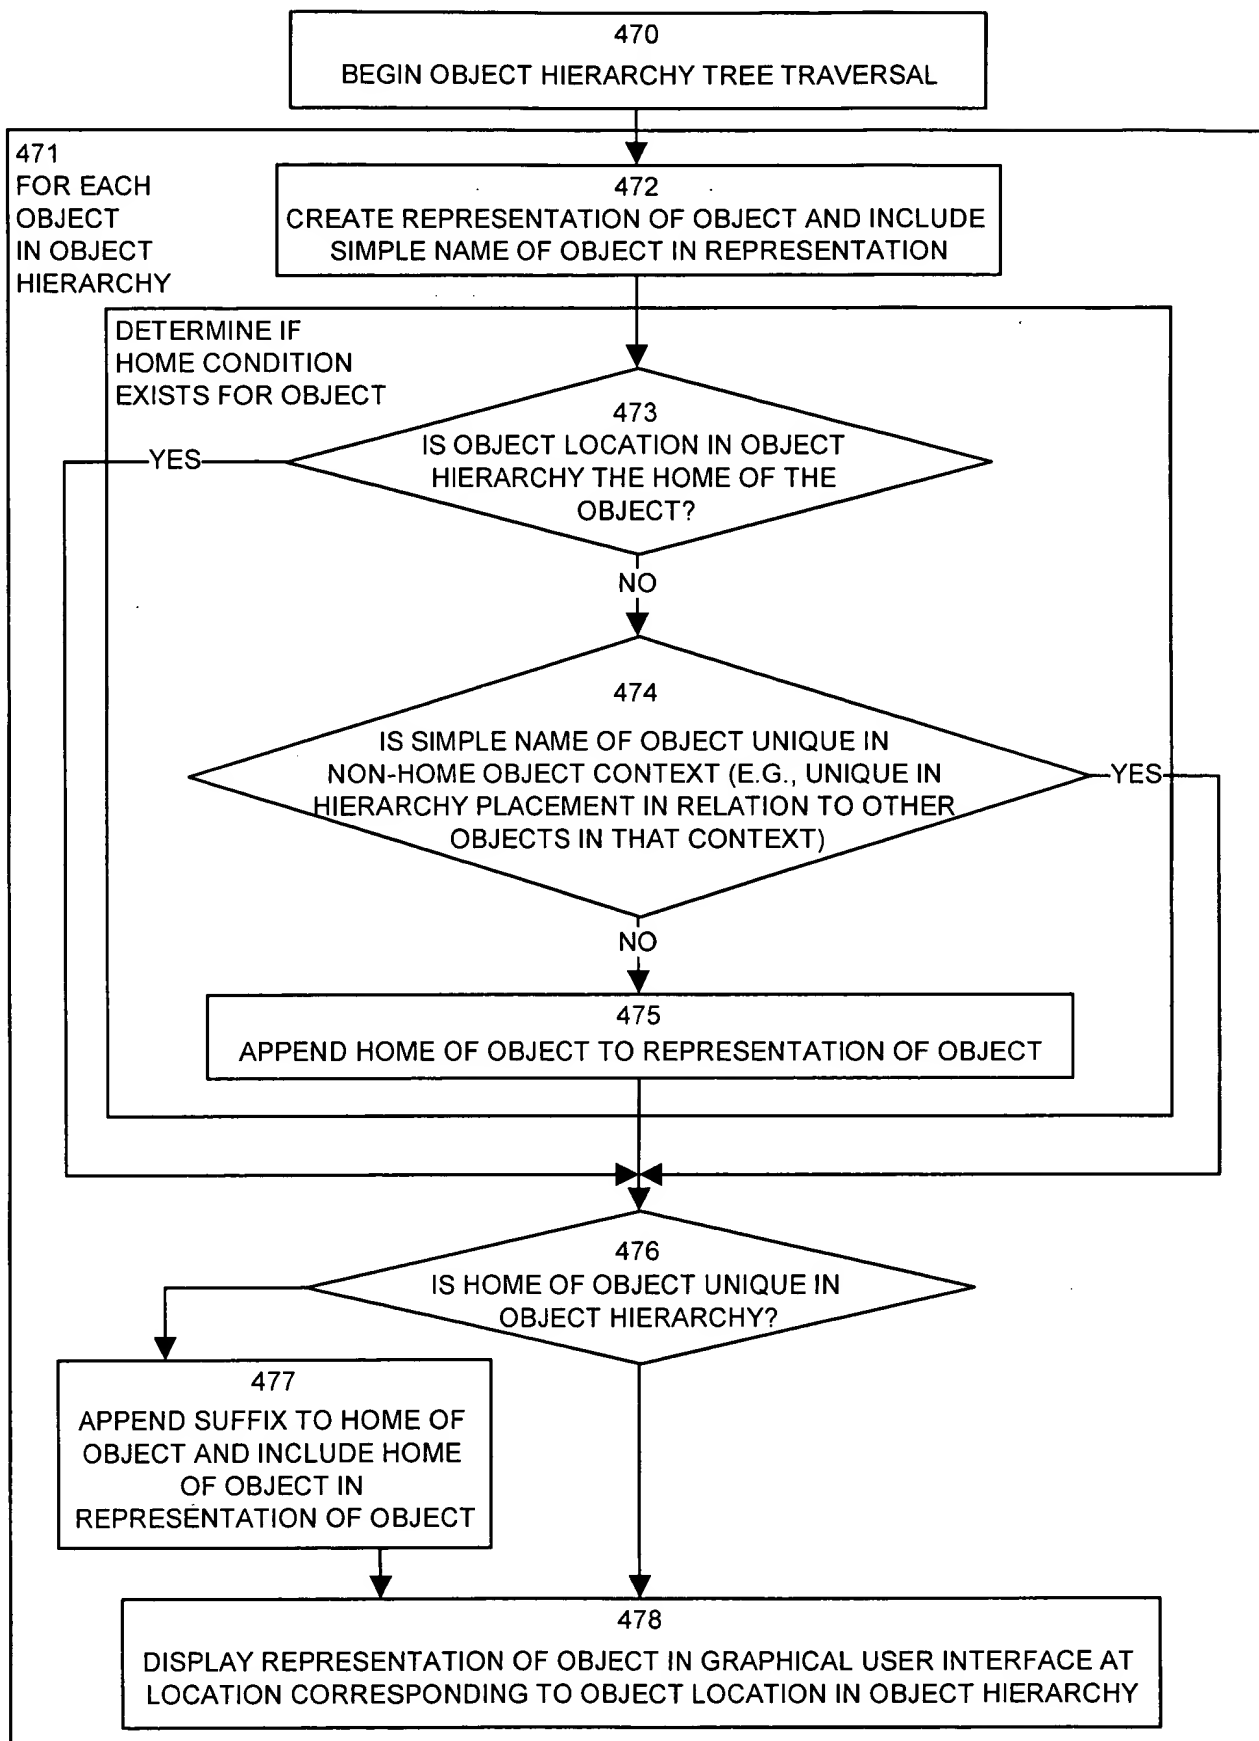 470
BEGIN OBJECT HIERARCHY TREE TRAVERSAL
471
FOR EACH
OBJECT
IN OBJECT
HIERARCHY
472
CREATE REPRESENTATION OF OBJECT AND INCLUDE
SIMPLE NAME OF OBJECT IN REPRESENTATION
DETERMINE IF
HOME CONDITION
EXISTS FOR OBJECT
473
IS OBJECT LOCATION IN OBJECT
HIERARCHY THE HOME OF THE
OBJECT?
YES
NO
474
IS SIMPLE NAME OF OBJECT UNIQUE IN
NON-HOME OBJECT CONTEXT (E.G., UNIQUE IN
HIERARCHY PLACEMENT IN RELATION TO OTHER
OBJECTS IN THAT CONTEXT)
YES
NO
475
APPEND HOME OF OBJECT TO REPRESENTATION OF OBJECT
476
IS HOME OF OBJECT UNIQUE IN
OBJECT HIERARCHY?
477
APPEND SUFFIX TO HOME OF
OBJECT AND INCLUDE HOME
OF OBJECT IN
REPRESENTATION OF OBJECT
478
DISPLAY REPRESENTATION OF OBJECT IN GRAPHICAL USER INTERFACE AT
LOCATION CORRESPONDING TO OBJECT LOCATION IN OBJECT HIERARCHY